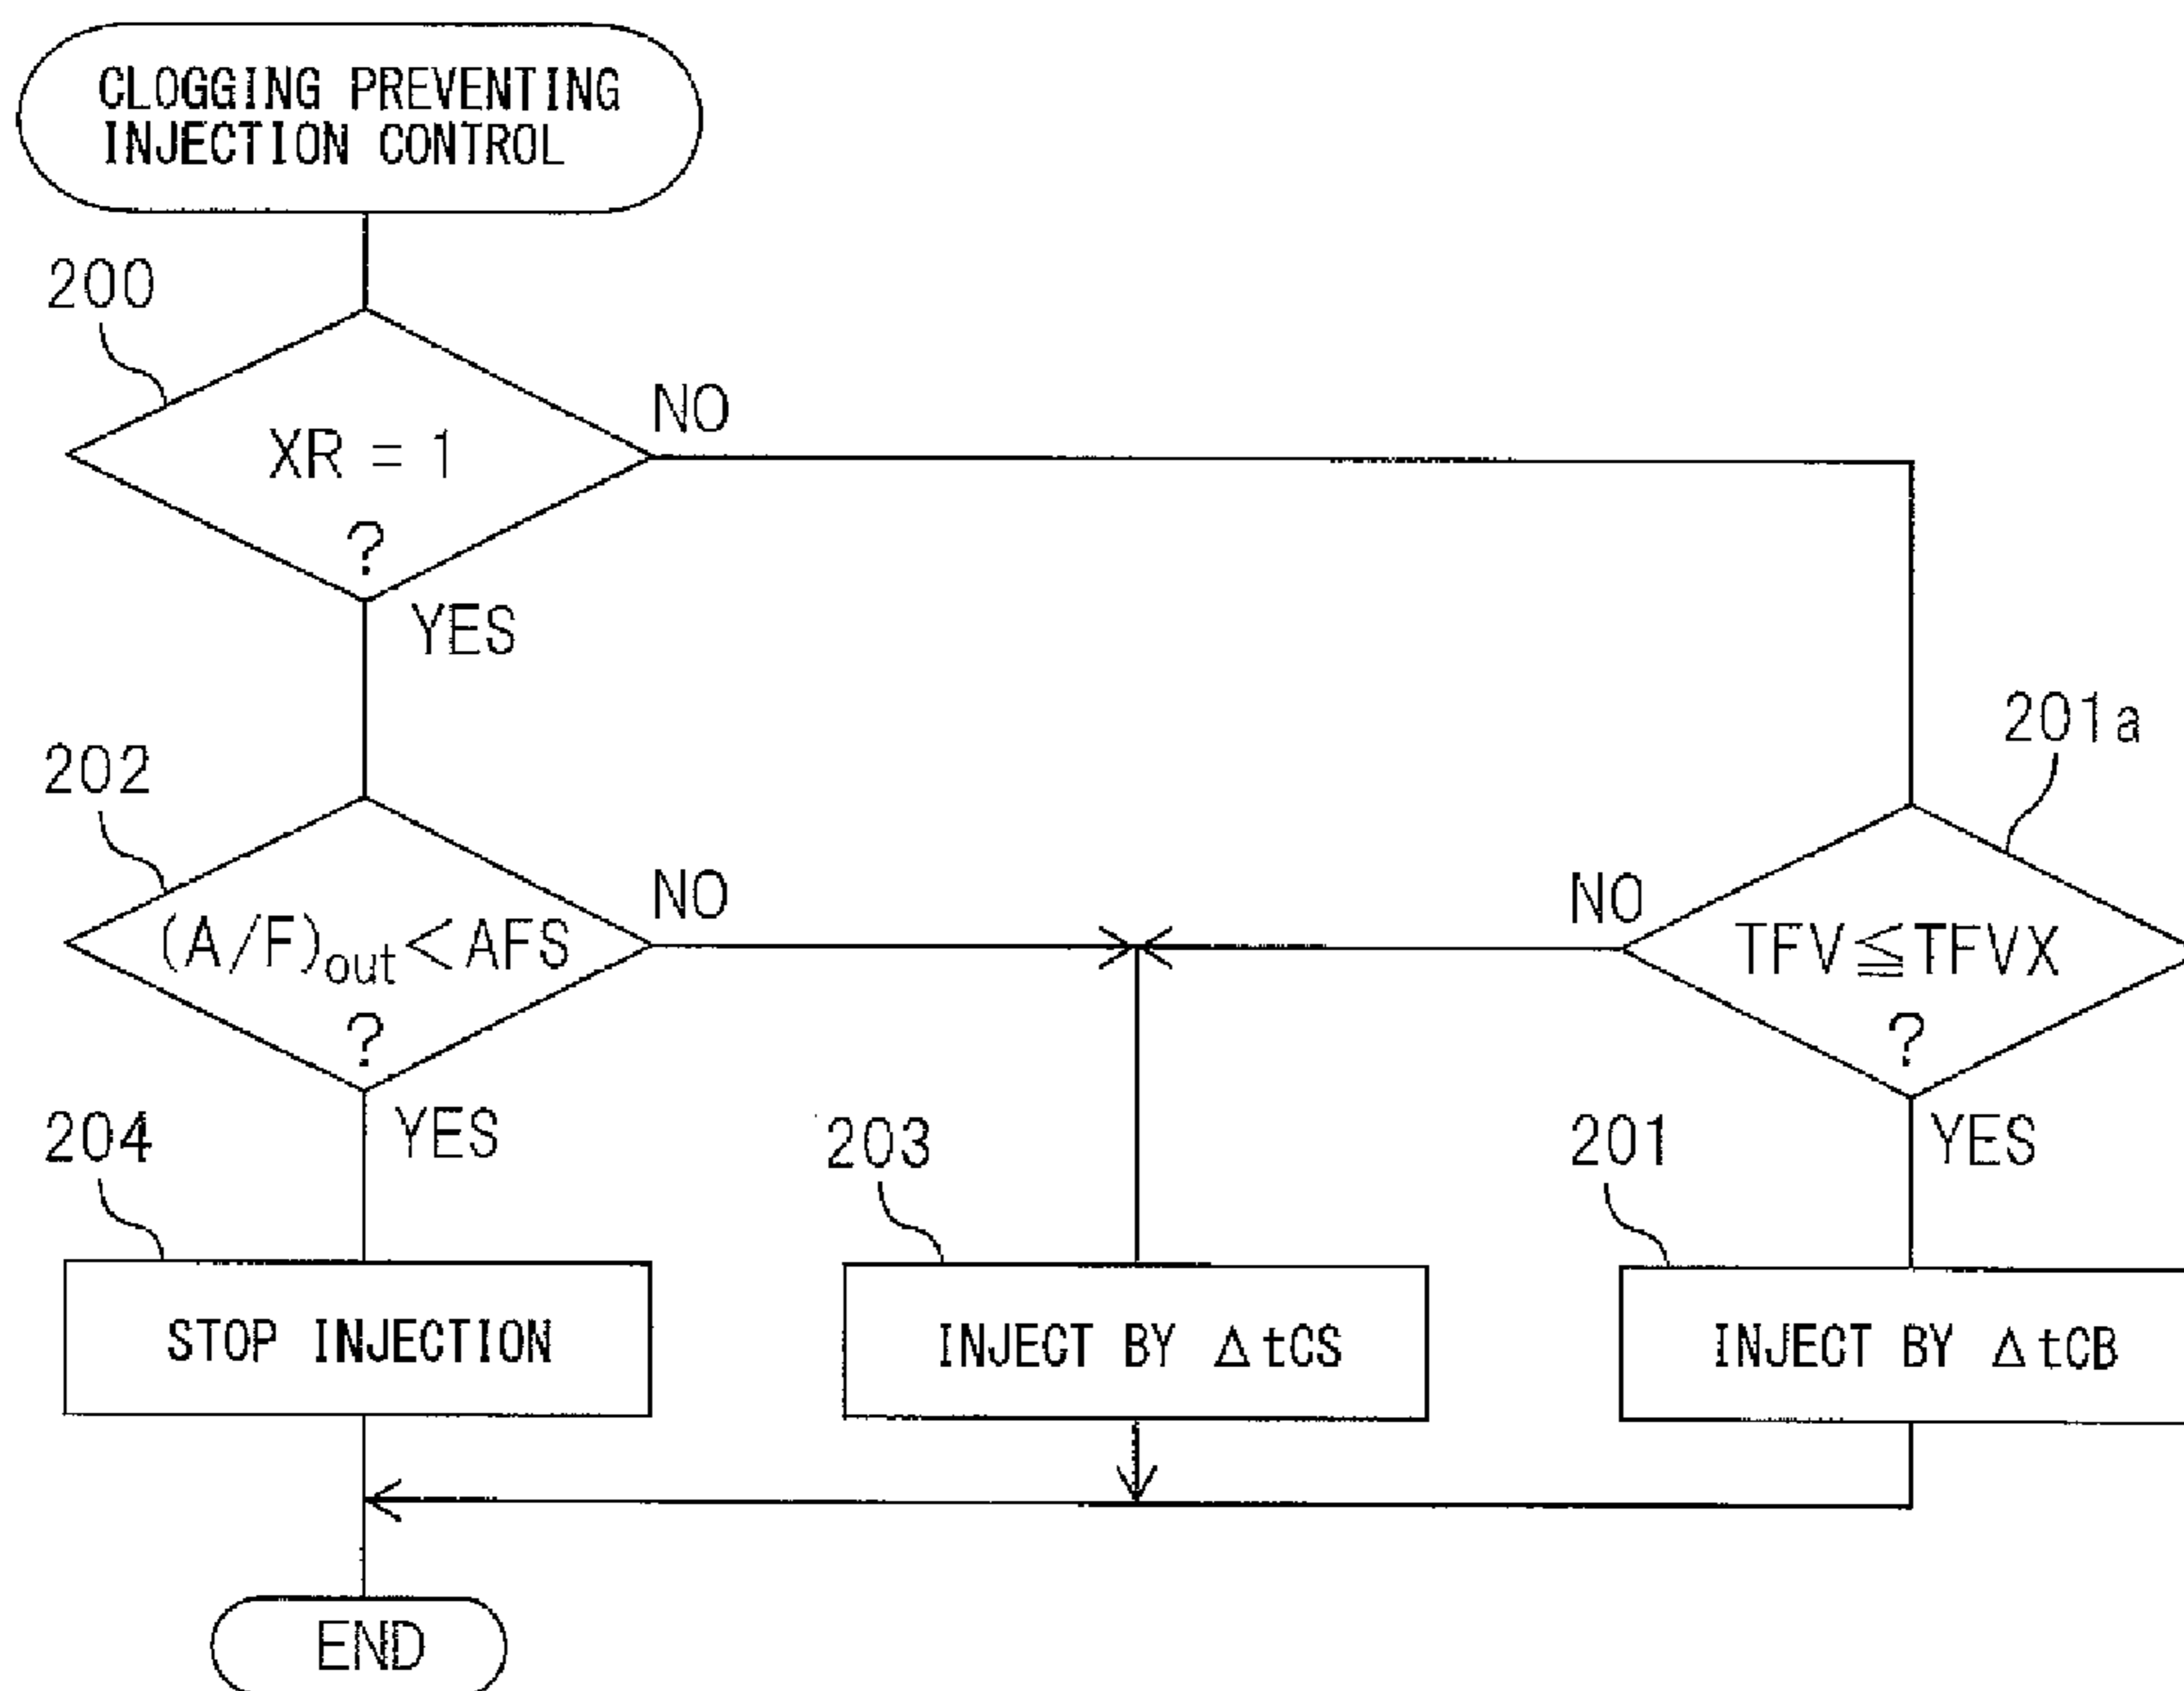 CLOGGING PREVENTING
INJECTION CONTROL
200
XR = 1
?
NO
YES
201a
202
(A/F)out<AFS
?
NO
YES
NO
TFV≦TFVX
?
YES
204
STOP INJECTION
203
INJECT BY ΔtCS
201
INJECT BY ΔtCB
END